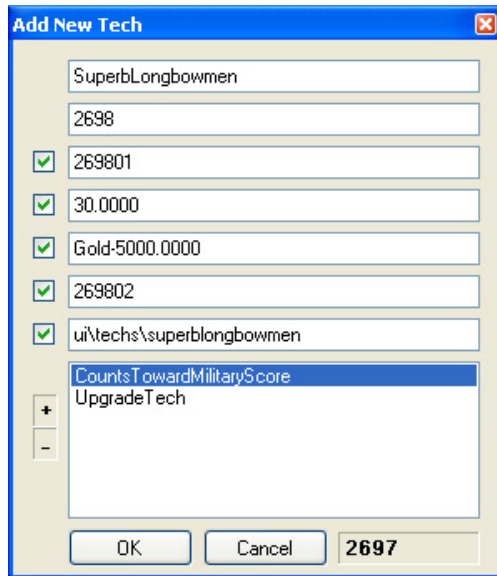 Add New Tech
SuperbLongbowmen
2698
269801
30.0000
Gold-5000.0000
269802
ui\techs\superblongbowmen
CountsTowardMilitaryScore
UpgradeTech
+
-
OK Cancel 2697